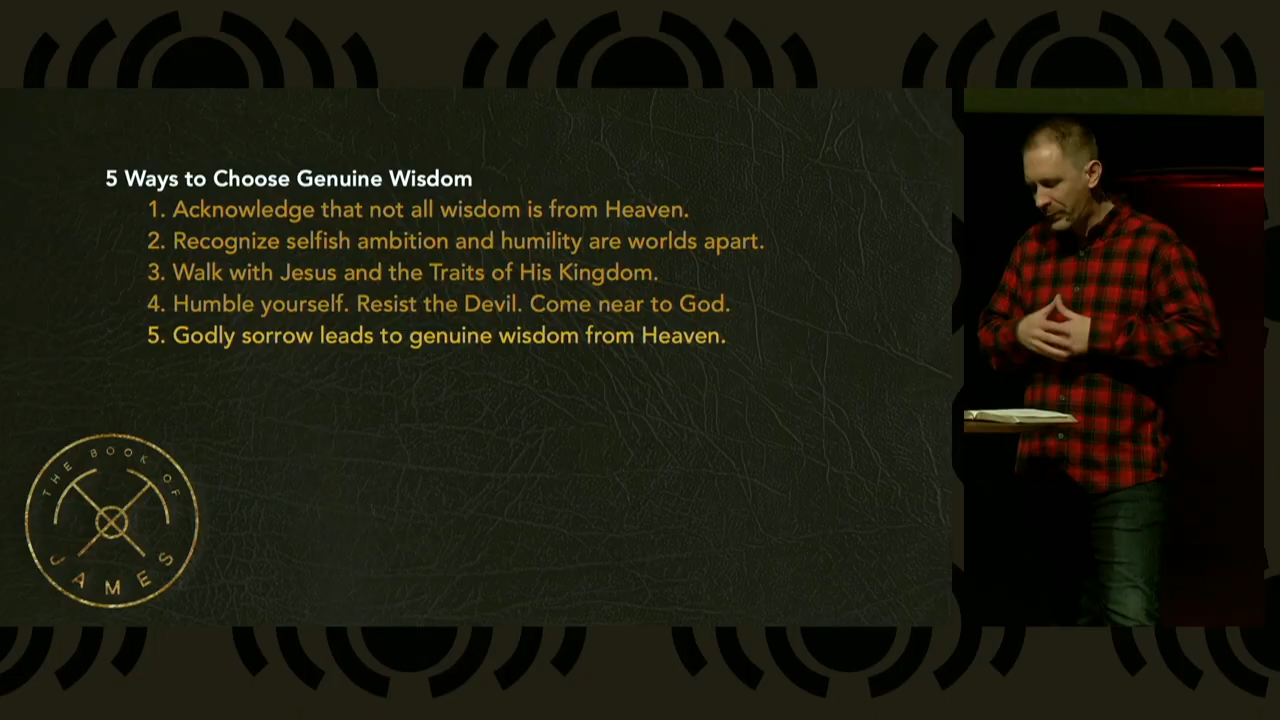 5 Ways to Choose Genuine Wisdom
1. Acknowledge that not all wisdom is from Heaven.
2. Recognize selfish ambition and humility are worlds apart.
3. Walk with Jesus and the Traits of His Kingdom.
4. Humble yourself. Resist the Devil. Come near to God.
5. Godly sorrow leads to genuine wisdom from Heaven.
THE BOOK OF
JAMES